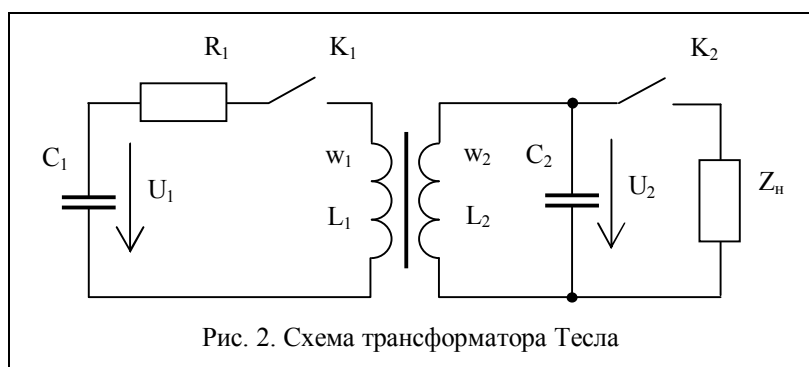 R₁ K₁ K₂
C₁ U₁ w₁ w₂ C₂ U₂ Zн
L₁ L₂
Рис. 2. Схема трансформатора Тесла